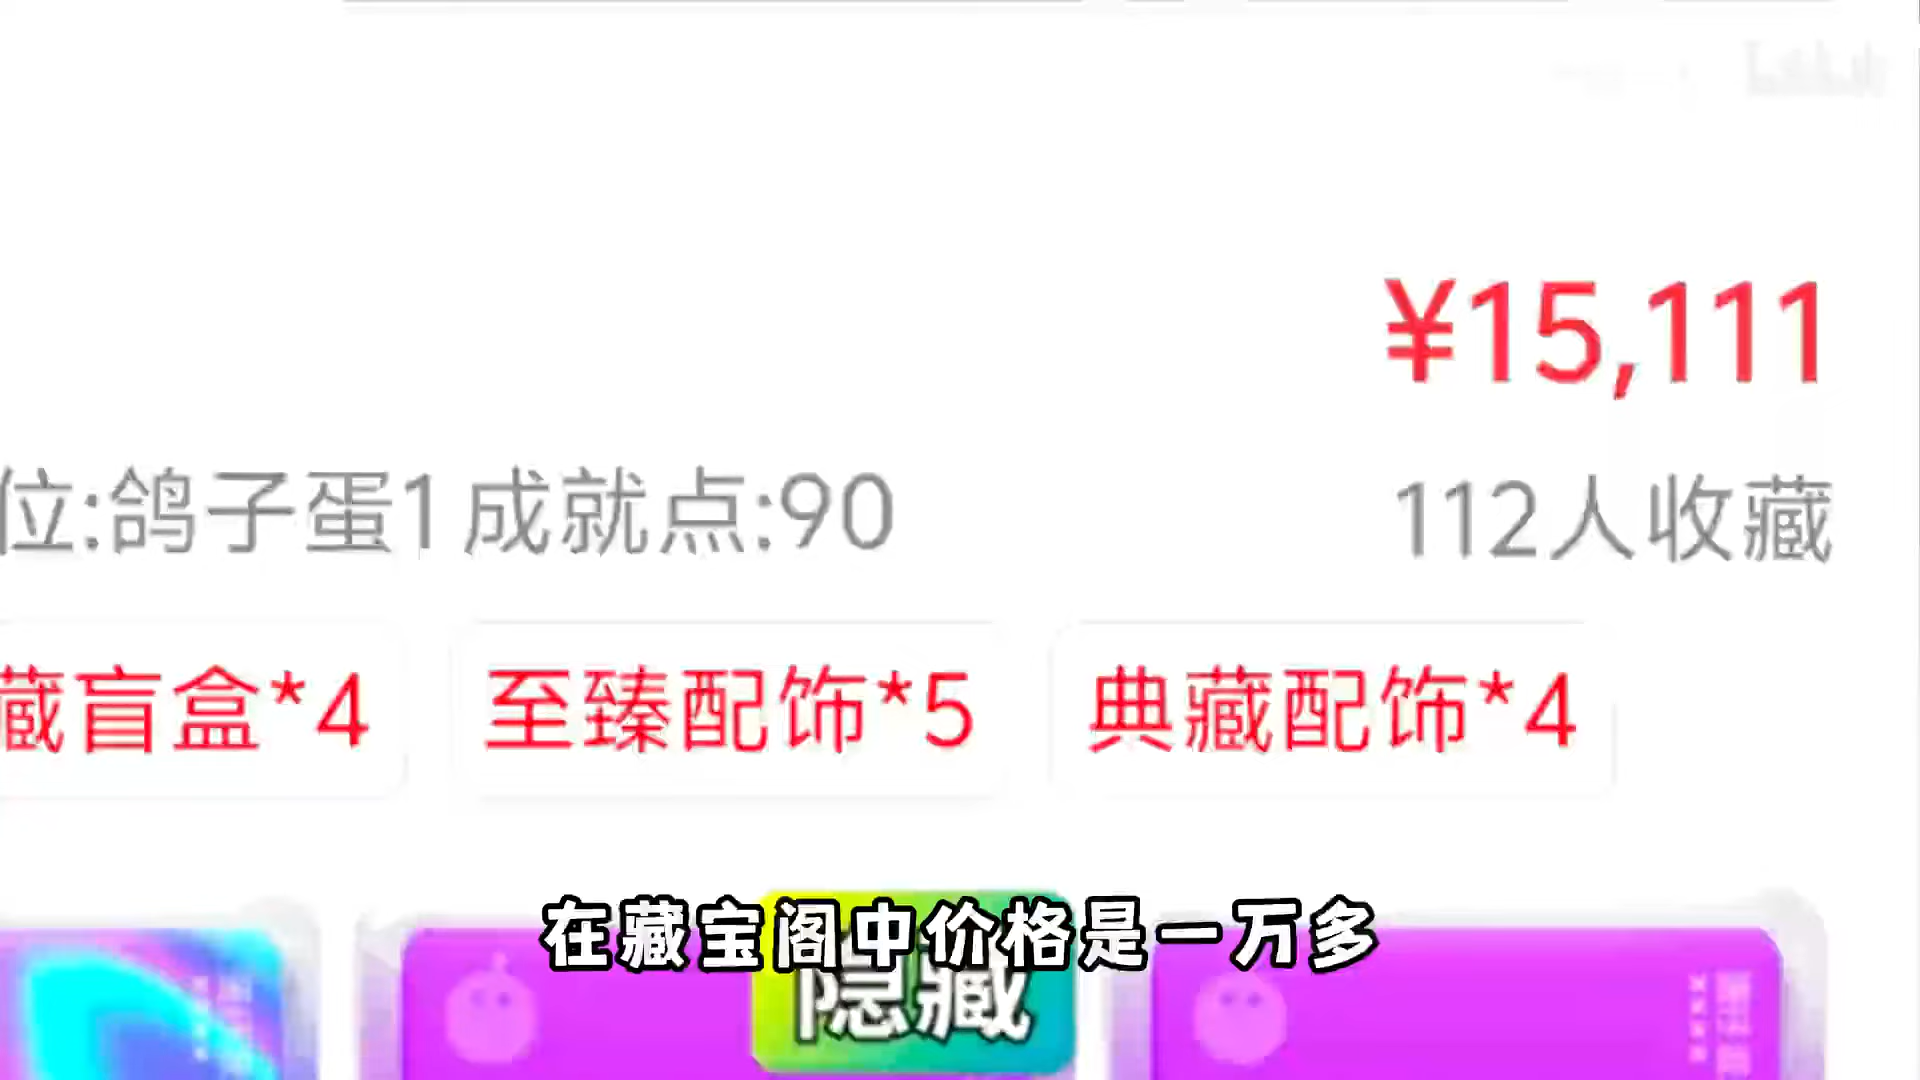 ¥15,111
位:鸽子蛋1 成就点:90
112人收藏
藏盲盒*4 至臻配饰*5 典藏配饰*4
在藏宝阁中价格是一万多
隐藏